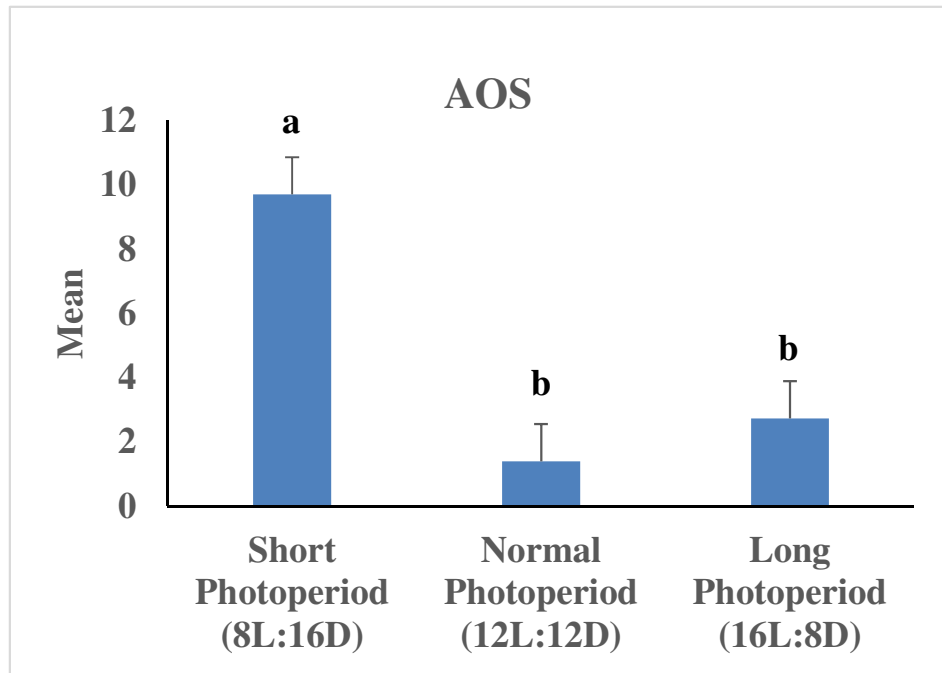 AOS
12
10
8
6
4
2
0
Mean
a
b
b
Short
Photoperiod
(8L:16D)
Normal
Photoperiod
(12L:12D)
Long
Photoperiod
(16L:8D)